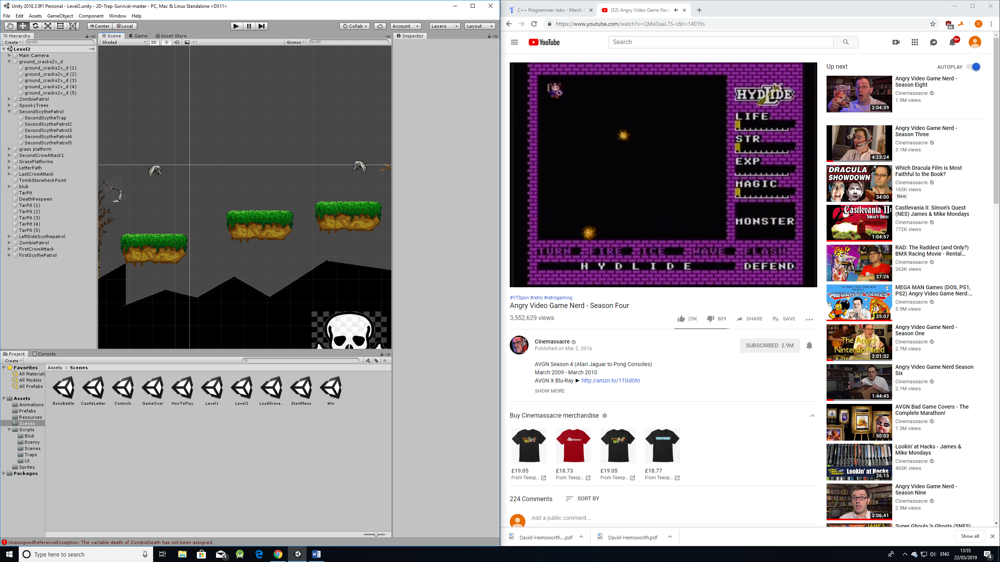 Unity 2018.3.9f1 Personal - Level2.unity - 2D-Trap-Survival-master - PC, Mac & Linux Standalone <DX11>
File Edit Assets GameObject Component Window Help
Center Local
Collab Account Layers Layout
Hierarchy
Create All
Level2
Main Camera
ground_cracks2v_d
ground_cracks2v_d (1)
ground_cracks2v_d (2)
ground_cracks2v_d (3)
ground_cracks2v_d (4)
ground_cracks2v_d (5)
ZombiePatrol
SpookyTrees
SecondScythePatrol
SecondScytheTrap
SecondScythePatrol2
SecondScythePatrol3
SecondScythePatrol4
SecondScythePatrol5
grass platform
SecondCrowAttack1
GrassPlatforms
LetterPath
LastCrowAttack
TombStoneheckPoint
blub
TarPit
DeathRespawn
TarPit (1)
TarPit (2)
TarPit (3)
TarPit (4)
TarPit (5)
LeftSideScythepatrol
ZombiePatrol
FirstCrowAttack
FirstScythePatrol
Scene Game Asset Store
Shaded 2D Gizmos All
Inspector
Project Console
Create
Favorites
All Materials
All Models
All Prefabs
Assets
Animations
Prefabs
Resources
Scenes
Scripts
Blub
Enemy
Scenes
Traps
UI
Sprites
Packages
Assets > Scenes
BossBattle CastleLetter Controls GameOver HowToPlay Level1 Level2 LoadGrave... StartMenu Win
UnassignedReferenceException: The variable death of ZombieDeath has not been assigned.
C++ Programmer Jobs - March 2
(52) Angry Video Game Nerd
https://www.youtube.com/watch?v=QMaDaaL7S-c&t=14019s
66
D
YouTube
Search
9+
HYDLIDE
LIFE
STR
EXP
MAGIC
MONSTER
TURN FIRE ICE WAVE FLASH
HYDLIDE DEFEND
#YTSpon #retro #retrogaming
Angry Video Game Nerd - Season Four
3,552,629 views
25K 809 SHARE SAVE
Cinemassacre
Published on Mar 2, 2016
SUBSCRIBED 2.9M
AVGN Season 4 (Atari Jaguar to Pong Consoles)
March 2009 - March 2010
AVGN X Blu-Ray ► http://amzn.to/1TGdOtn
SHOW MORE
Buy Cinemassacre merchandise
£19.05 £18.73 £19.05 £18.77
From Teesp... From Teesp... From Teesp... From Teesp...
224 Comments SORT BY
Add a public comment...
Up next AUTOPLAY
2:04:39
Angry Video Game Nerd -
Season Eight
Cinemassacre
1.9M views
4:23:24
Angry Video Game Nerd -
Season Three
Cinemassacre
3.1M views
DRACULA
SHOWDOWN
34:00
Which Dracula Film is Most
Faithful to the Book?
Cinemassacre
165K views
New
Castlevania II:
Simon's Quest
1:04:57
Castlevania II: Simon's Quest
(NES) James & Mike Mondays
Cinemassacre
772K views
27:26
RAD: The Raddest (and Only?)
BMX Racing Movie - Rental...
Cinemassacre
263K views
THE ANGRY VIDEO GAME NERD
PRESENTS
MEGA MAN GAMES
25:07
MEGA MAN Games (DOS, PS1,
PS2) Angry Video Game Nerd:...
Cinemassacre
5.9M views
The Angry
Nintendo Nerd
2:01:32
Angry Video Game Nerd -
Season One
Cinemassacre
2.7M views
1:44:45
Angry Video Game Nerd Season
Six
Cinemassacre
2.1M views
50:03
AVGN Bad Game Covers - The
Complete Marathon!
Cinemassacre
1.3M views
JAMES & MIKE MONDAYS
Lookin' at Hacks
26:15
Lookin' at Hacks - James &
Mike Mondays
Cinemassacre
465K views
2:06:41
Angry Video Game Nerd -
Season Nine
Cinemassacre
2.9M views
Super Ghouls 'n Ghosts (SNES)
David-Hemsworth....pdf
David-Hemsworth.pdf
Show all
Type here to search
1
ENG
13:55
22/03/2019
4